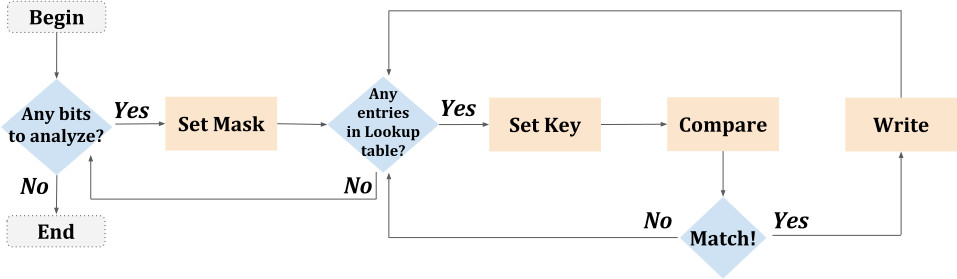 Begin
Any bits
to analyze?
Yes
Set Mask
Any
entries
in Lookup
table?
Yes
Set Key
Compare
Write
No
No
End
No
Match!
Yes